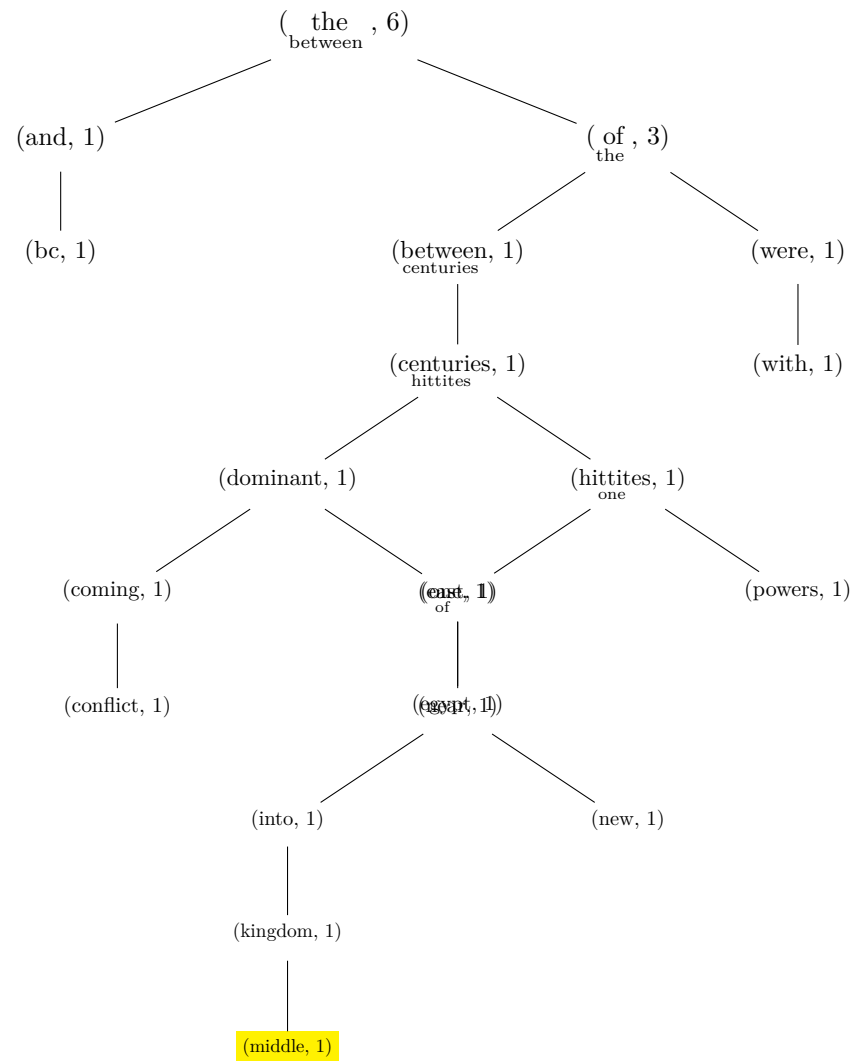 ( the , 6)
between
(and, 1)
( of , 3)
the
(bc, 1)
(between, 1)
centuries
(were, 1)
(centuries, 1)
hittites
(with, 1)
(dominant, 1)
(hittites, 1)
one
(coming, 1)
of
(powers, 1)
(conflict, 1)
(into, 1)
(new, 1)
(kingdom, 1)
(middle, 1)